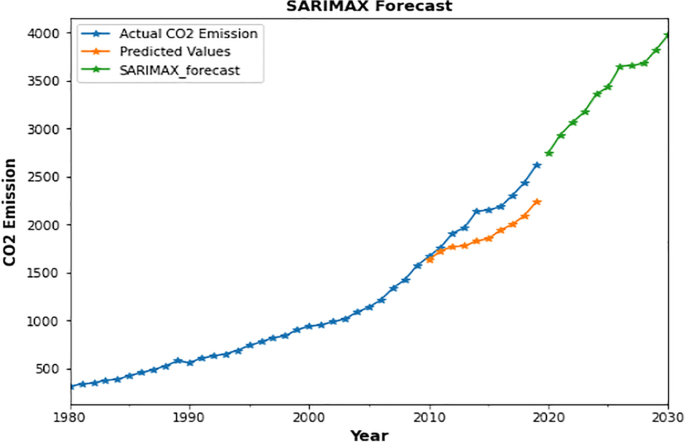 SARIMAX Forecast
Actual CO2 Emission
Predicted Values
SARIMAX_forecast
4000
3500
3000
2500
2000
1500
1000
500
CO2 Emission
1980 1990 2000 2010 2020 2030
Year